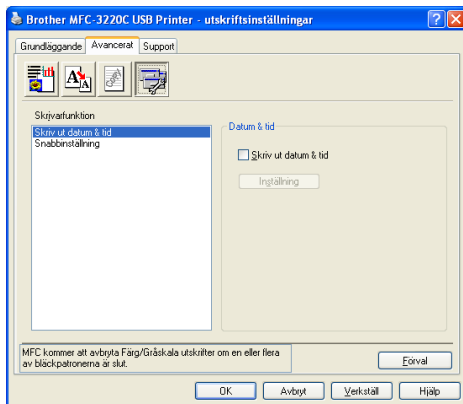 Brother MFC-3220C USB Printer - utskriftsinställningar
Grundläggande Avancerat Support
Skrivarfunktion
Skriv ut datum & tid
Snabbinställning
Datum & tid
Skriv ut datum & tid
Inställning
MFC kommer att avbryta Färg/Gråskala utskrifter om en eller flera
av bläckpatronerna är slut.
Förval
OK Avbryt Verkställ Hjälp